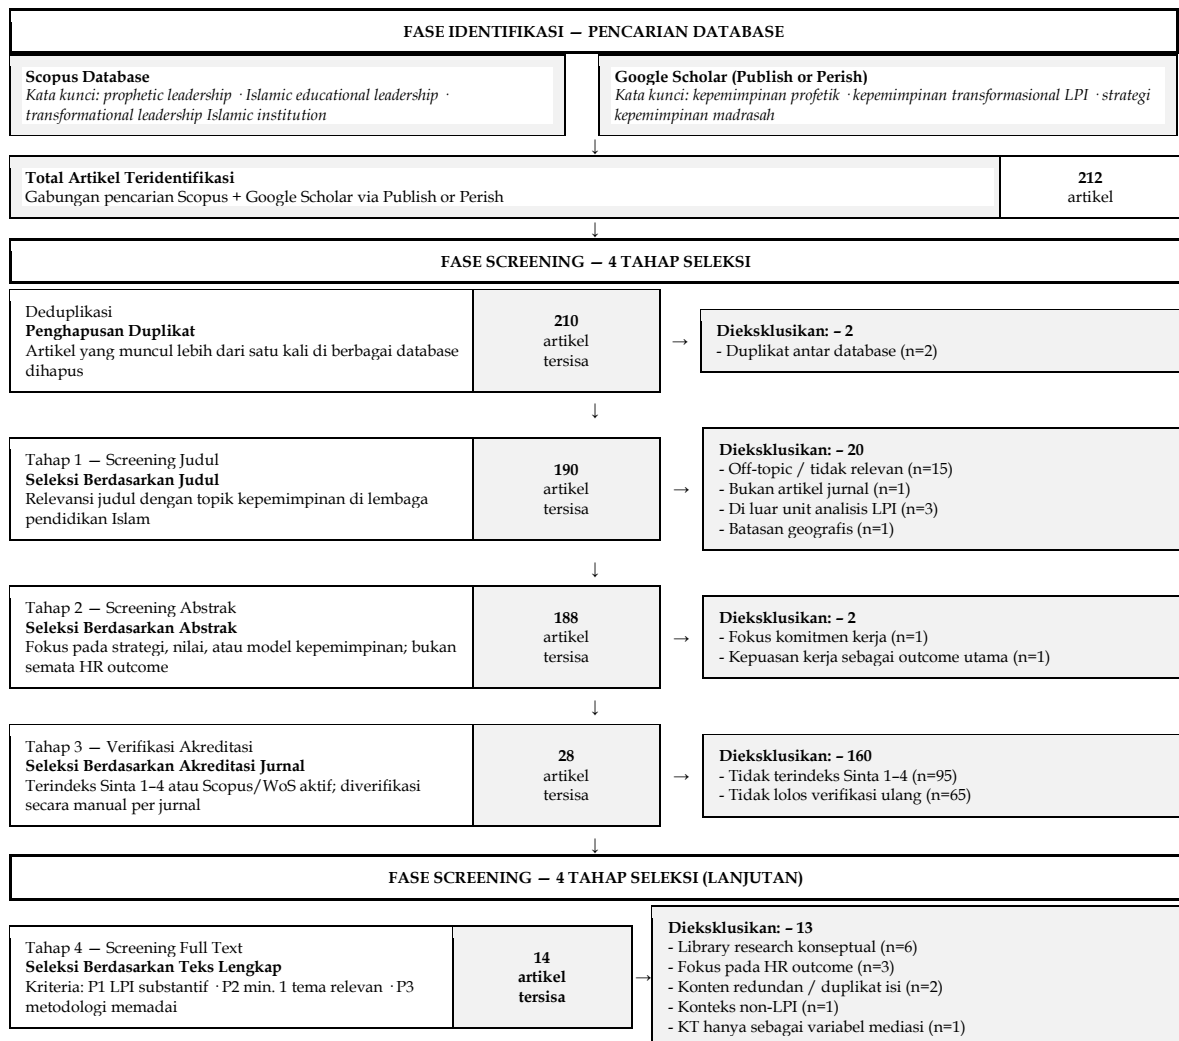 FASE IDENTIFIKASI — PENCARIAN DATABASE
Scopus Database
Kata kunci: prophetic leadership · Islamic educational leadership ·
transformational leadership Islamic institution
Google Scholar (Publish or Perish)
Kata kunci: kepemimpinan profetik · kepemimpinan transformasional LPI · strategi
kepemimpinan madrasah
↓
Total Artikel Teridentifikasi
Gabungan pencarian Scopus + Google Scholar via Publish or Perish
212
artikel
↓
FASE SCREENING — 4 TAHAP SELEKSI
Deduplikasi
Penghapusan Duplikat
Artikel yang muncul lebih dari satu kali di berbagai database
dihapus
210
artikel
tersisa
→
Dieksklusikan: – 2
- Duplikat antar database (n=2)
↓
Tahap 1 — Screening Judul
Seleksi Berdasarkan Judul
Relevansi judul dengan topik kepemimpinan di lembaga
pendidikan Islam
190
artikel
tersisa
→
Dieksklusikan: – 20
- Off-topic / tidak relevan (n=15)
- Bukan artikel jurnal (n=1)
- Di luar unit analisis LPI (n=3)
- Batasan geografis (n=1)
↓
Tahap 2 — Screening Abstrak
Seleksi Berdasarkan Abstrak
Fokus pada strategi, nilai, atau model kepemimpinan; bukan
semata HR outcome
188
artikel
tersisa
→
Dieksklusikan: – 2
- Fokus komitmen kerja (n=1)
- Kepuasan kerja sebagai outcome utama (n=1)
↓
Tahap 3 — Verifikasi Akreditasi
Seleksi Berdasarkan Akreditasi Jurnal
Terindeks Sinta 1–4 atau Scopus/WoS aktif; diverifikasi
secara manual per jurnal
28
artikel
tersisa
→
Dieksklusikan: – 160
- Tidak terindeks Sinta 1–4 (n=95)
- Tidak lolos verifikasi ulang (n=65)
↓
FASE SCREENING — 4 TAHAP SELEKSI (LANJUTAN)
Tahap 4 — Screening Full Text
Seleksi Berdasarkan Teks Lengkap
Kriteria: P1 LPI substantif · P2 min. 1 tema relevan · P3
metodologi memadai
14
artikel
tersisa
→
Dieksklusikan: – 13
- Library research konseptual (n=6)
- Fokus pada HR outcome (n=3)
- Konten redundan / duplikat isi (n=2)
- Konteks non-LPI (n=1)
- KT hanya sebagai variabel mediasi (n=1)